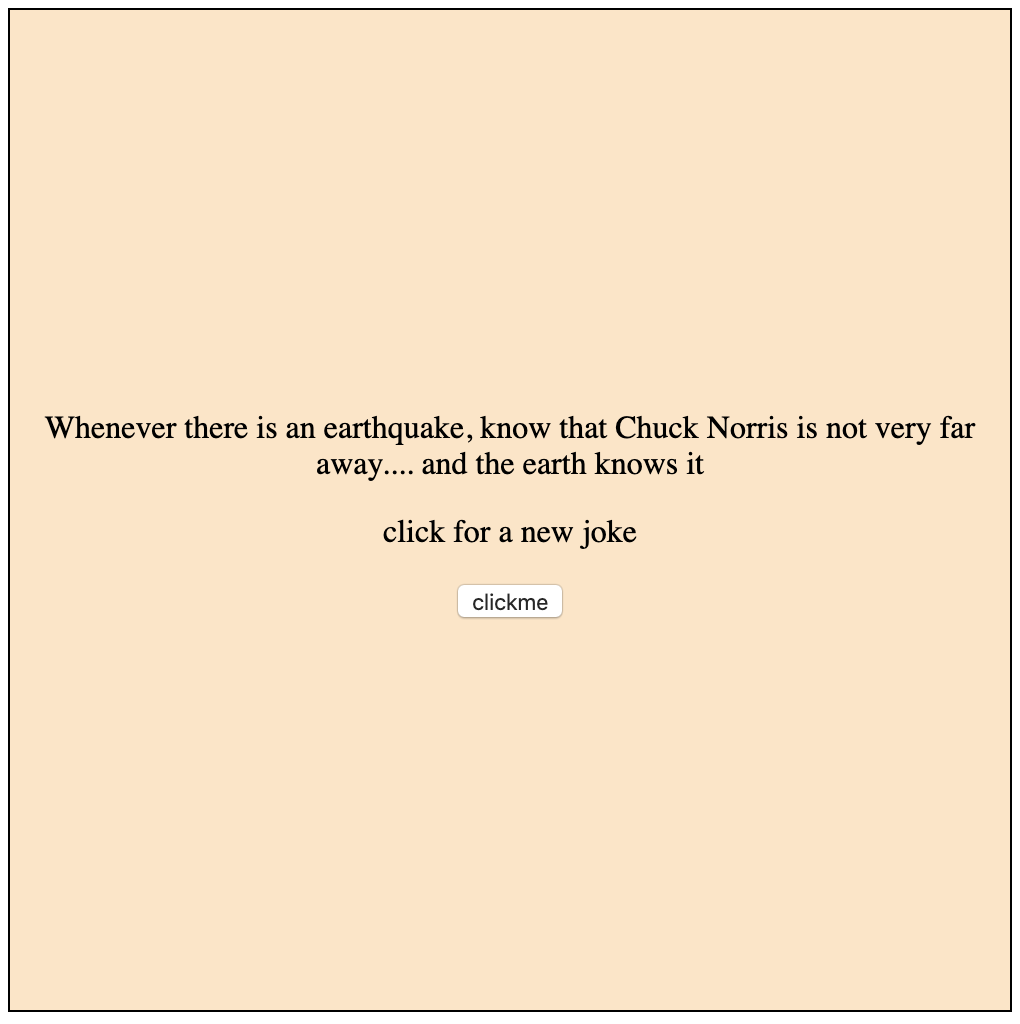 Whenever there is an earthquake, know that Chuck Norris is not very far
away.... and the earth knows it
click for a new joke
clickme